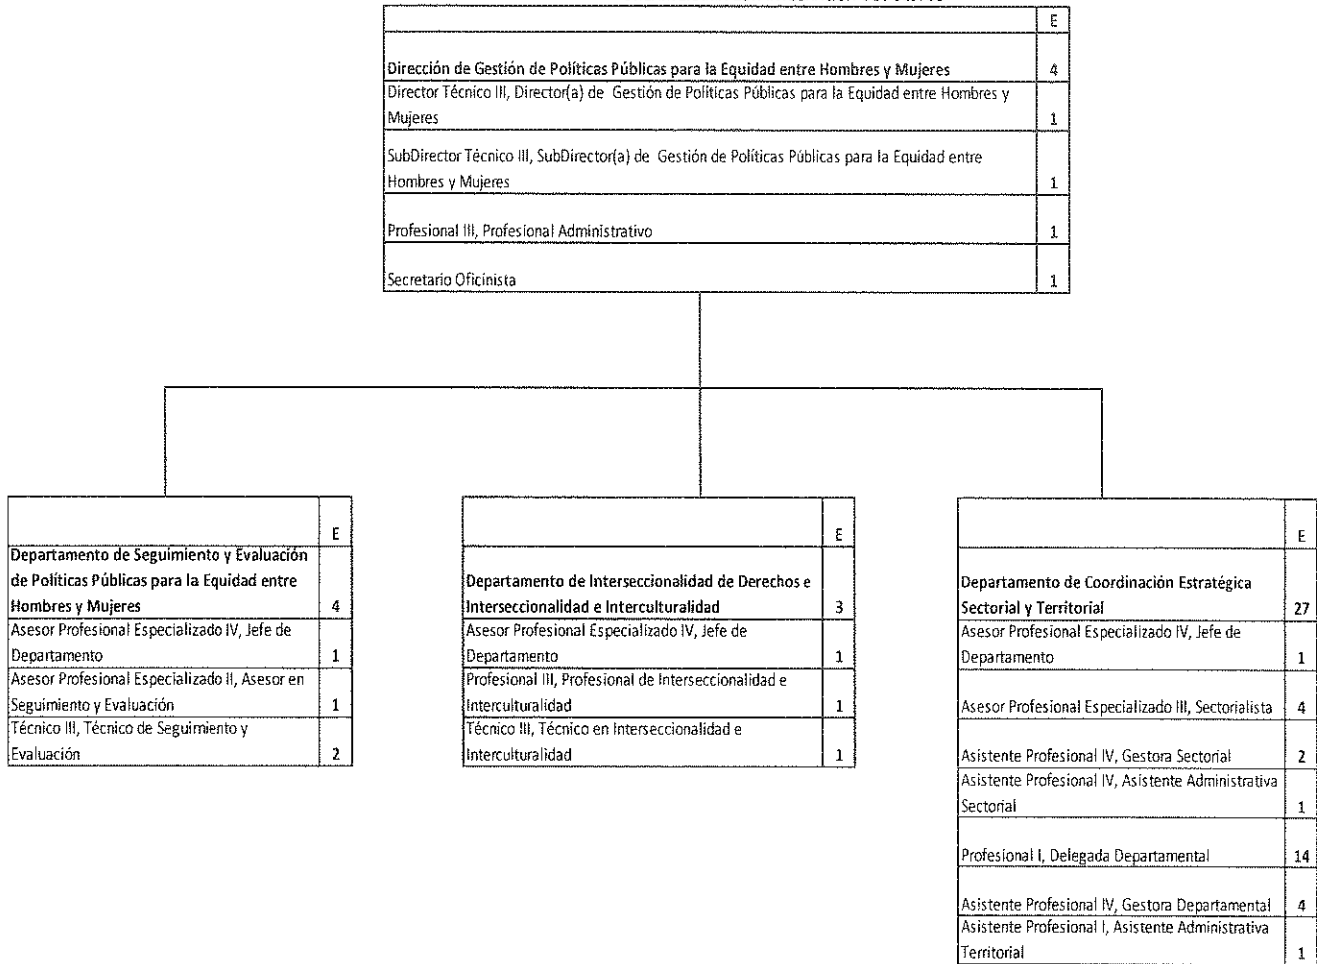 E
Dirección de Gestión de Políticas Públicas para la Equidad entre Hombres y Mujeres 4
Director Técnico III, Director(a) de Gestión de Políticas Públicas para la Equidad entre Hombres y
Mujeres 1
SubDirector Técnico III, SubDirector(a) de Gestión de Políticas Públicas para la Equidad entre
Hombres y Mujeres 1
Profesional III, Profesional Administrativo 1
Secretario Oficinista 1
E
Departamento de Seguimiento y Evaluación
de Políticas Públicas para la Equidad entre
Hombres y Mujeres 4
Asesor Profesional Especializado IV, Jefe de
Departamento 1
Asesor Profesional Especializado II, Asesor en
Seguimiento y Evaluación 1
Técnico III, Técnico de Seguimiento y
Evaluación 2
E
Departamento de Interseccionalidad de Derechos e
Interseccionalidad e Interculturalidad 3
Asesor Profesional Especializado IV, Jefe de
Departamento 1
Profesional III, Profesional de Interseccionalidad e
Interculturalidad 1
Técnico III, Técnico en Interseccionalidad e
Interculturalidad 1
E
Departamento de Coordinación Estratégica
Sectorial y Territorial 27
Asesor Profesional Especializado IV, Jefe de
Departamento 1
Asesor Profesional Especializado III, Sectorialista 4
Asistente Profesional IV, Gestora Sectorial 2
Asistente Profesional IV, Asistente Administrativa
Sectorial 1
Profesional I, Delegada Departamental 14
Asistente Profesional IV, Gestora Departamental 4
Asistente Profesional I, Asistente Administrativa
Territorial 1